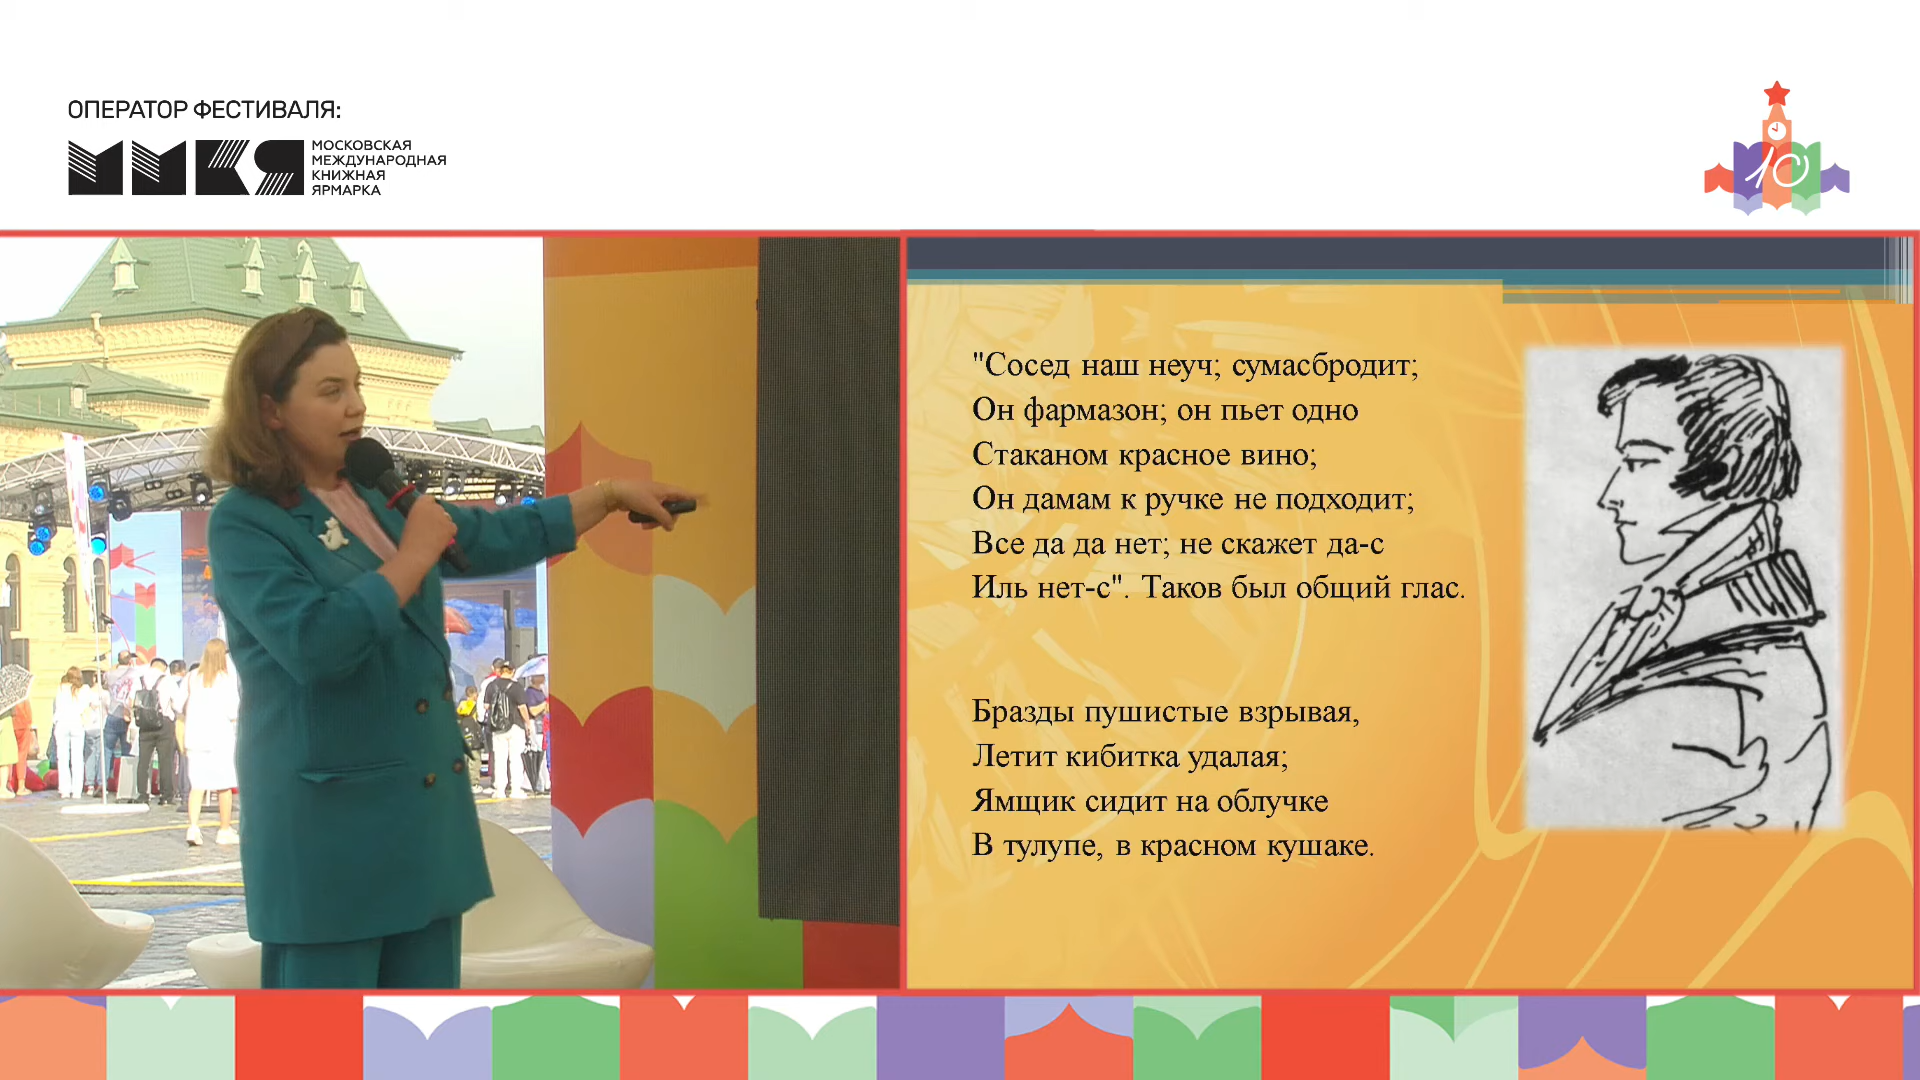 ОПЕРАТОР ФЕСТИВАЛЯ:
ММКЯ
МОСКОВСКАЯ
МЕЖДУНАРОДНАЯ
КНИЖНАЯ
ЯРМАРКА
10
"Сосед наш неуч; сумасбродит;
Он фармазон; он пьет одно
Стаканом красное вино;
Он дамам к ручке не подходит;
Все да да нет; не скажет да-с
Иль нет-с". Таков был общий глас.
Бразды пушистые взрывая,
Летит кибитка удалая;
Ямщик сидит на облучке
В тулупе, в красном кушаке.